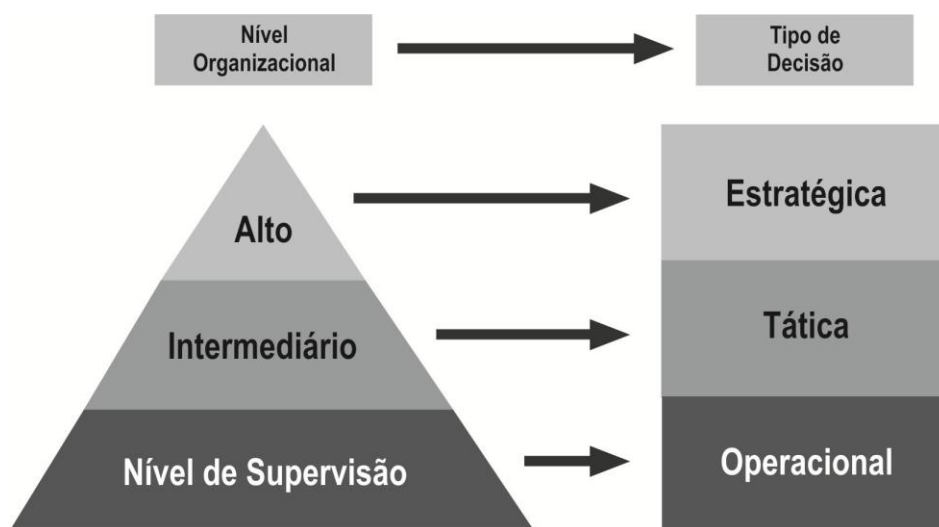 Nível
Organizacional
Tipo de
Decisão
Alto
Estratégica
Intermediário
Tática
Nível de Supervisão
Operacional